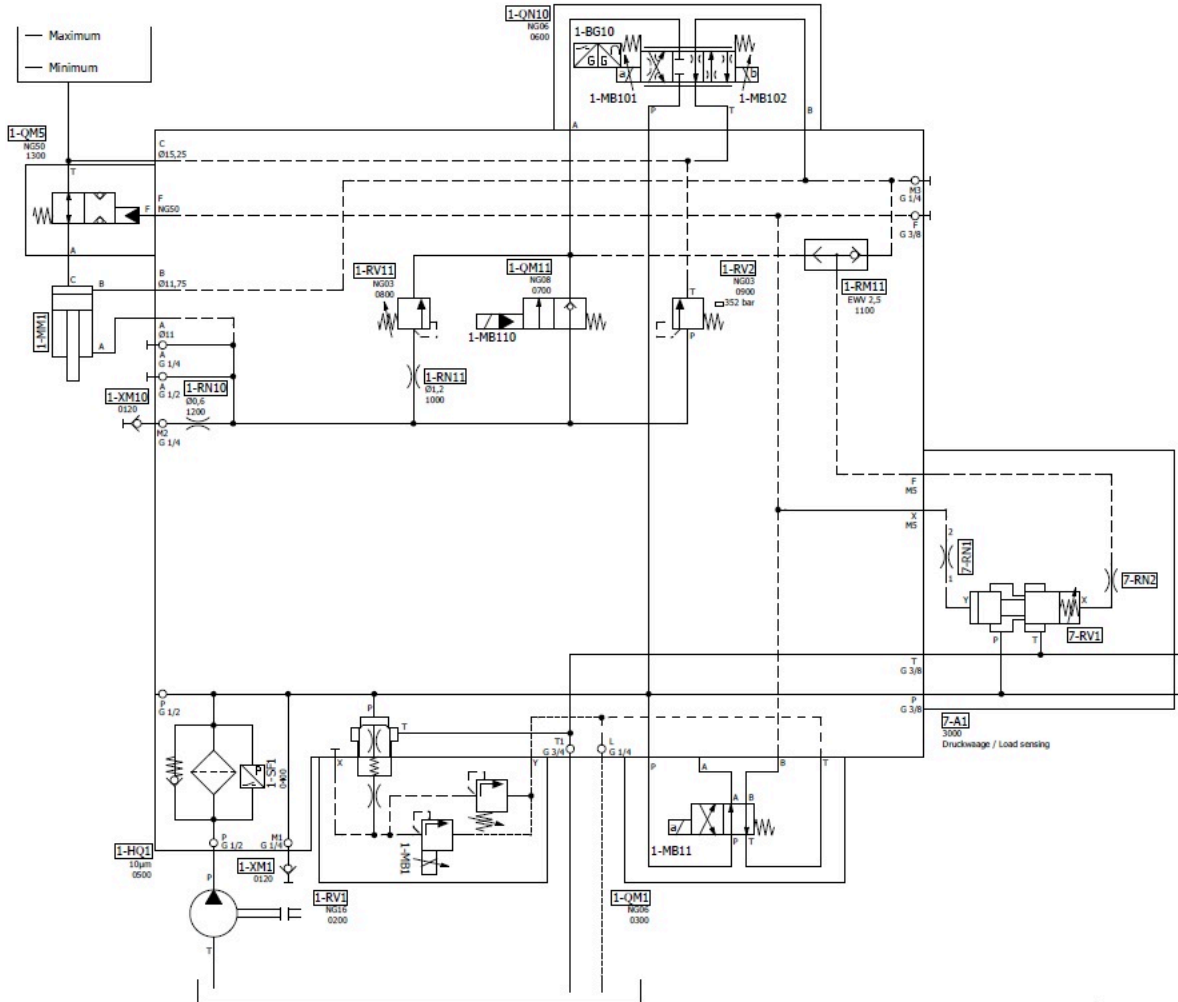 Maximum
Minimum
1-QN10
NG06
0600
1-BG10
G
G
a
b
1-MB101
1-MB102
P
T
B
A
1-QM5
NG50
1300
T
C
Ø15,25
F
F
NG50
A
M3
G 1/4
F
G 3/8
B
Ø11,75
C
B
1-MM1
A
A
Ø11
A
G 1/4
A
G 1/2
1-RN10
Ø0,6
1200
1-XM10
0120
M2
G 1/4
1-RV11
NG03
0800
1-QM11
NG08
0700
1-MB110
1-RN11
Ø1,2
1000
1-RV2
NG03
0900
352 bar
T
P
1-RM11
EWV 2,5
1100
F
M5
X
M5
2
7-RN1
1
7-RN2
Y
X
7-RV1
P
T
T
G 3/8
P
G 3/8
7-A1
3000
Druckwaage / Load sensing
P
G 1/2
P
1-SF1
0400
P
G 1/2
M1
G 1/4
1-HQ1
10µm
0500
1-XM1
0120
P
T
P
T
X
Y
1-MB1
1-RV1
NG16
0200
T1
G 3/4
L
G 1/4
P
A
B
T
A
B
a
P
T
1-MB11
1-QM1
NG06
0300